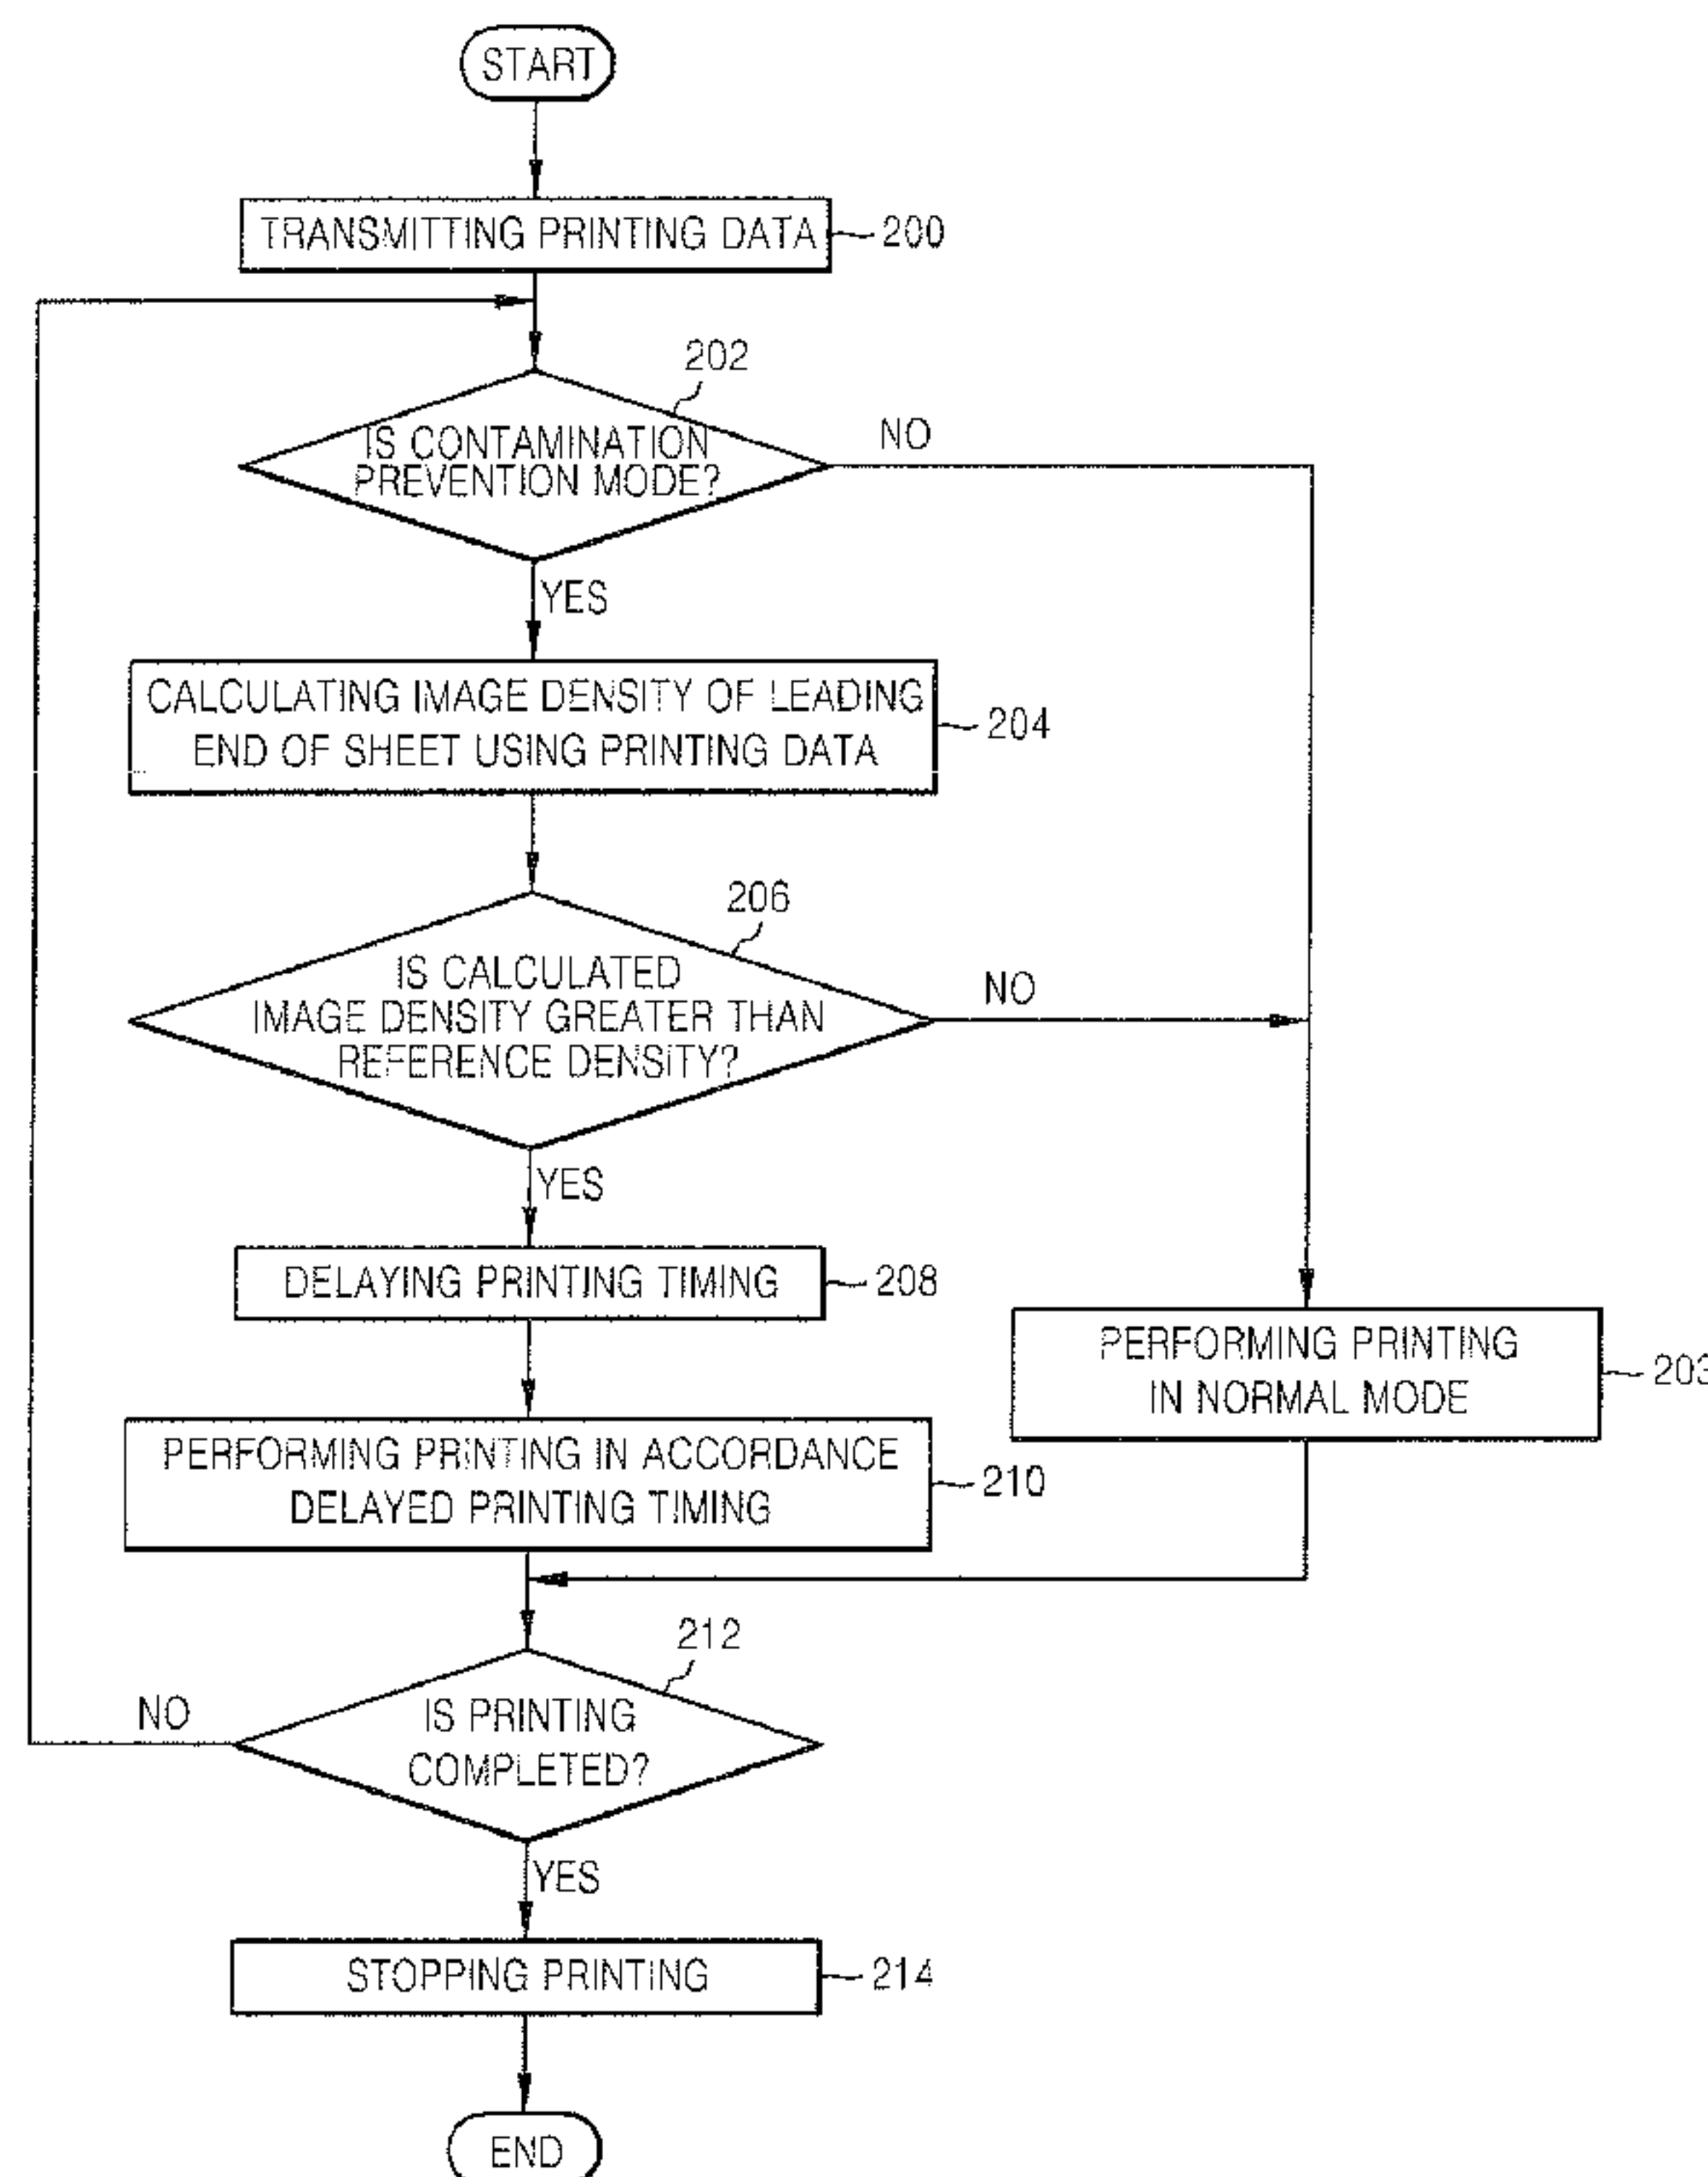 START
TRANSMITTING PRINTING DATA
200
202
IS CONTAMINATION
PREVENTION MODE?
NO
YES
CALCULATING IMAGE DENSITY OF LEADING
END OF SHEET USING PRINTING DATA
204
206
IS CALCULATED
IMAGE DENSITY GREATER THAN
REFERENCE DENSITY?
NO
YES
DELAYING PRINTING TIMING
208
PERFORMING PRINTING
IN NORMAL MODE
203
PERFORMING PRINTING IN ACCORDANCE
DELAYED PRINTING TIMING
210
212
IS PRINTING
COMPLETED?
NO
YES
STOPPING PRINTING
214
END